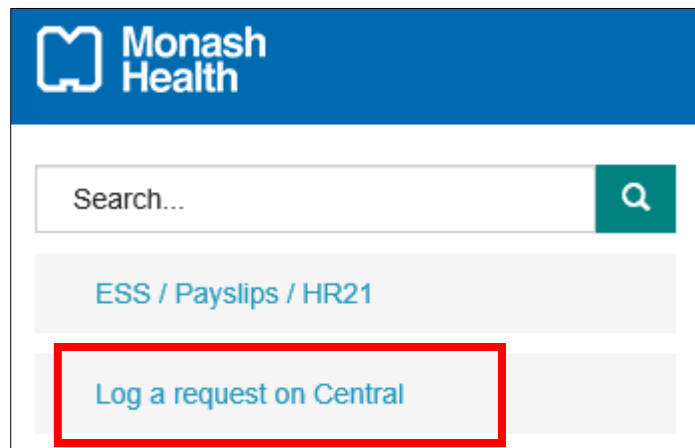 Monash
Health
Search...
ESS / Payslips / HR21
Log a request on Central